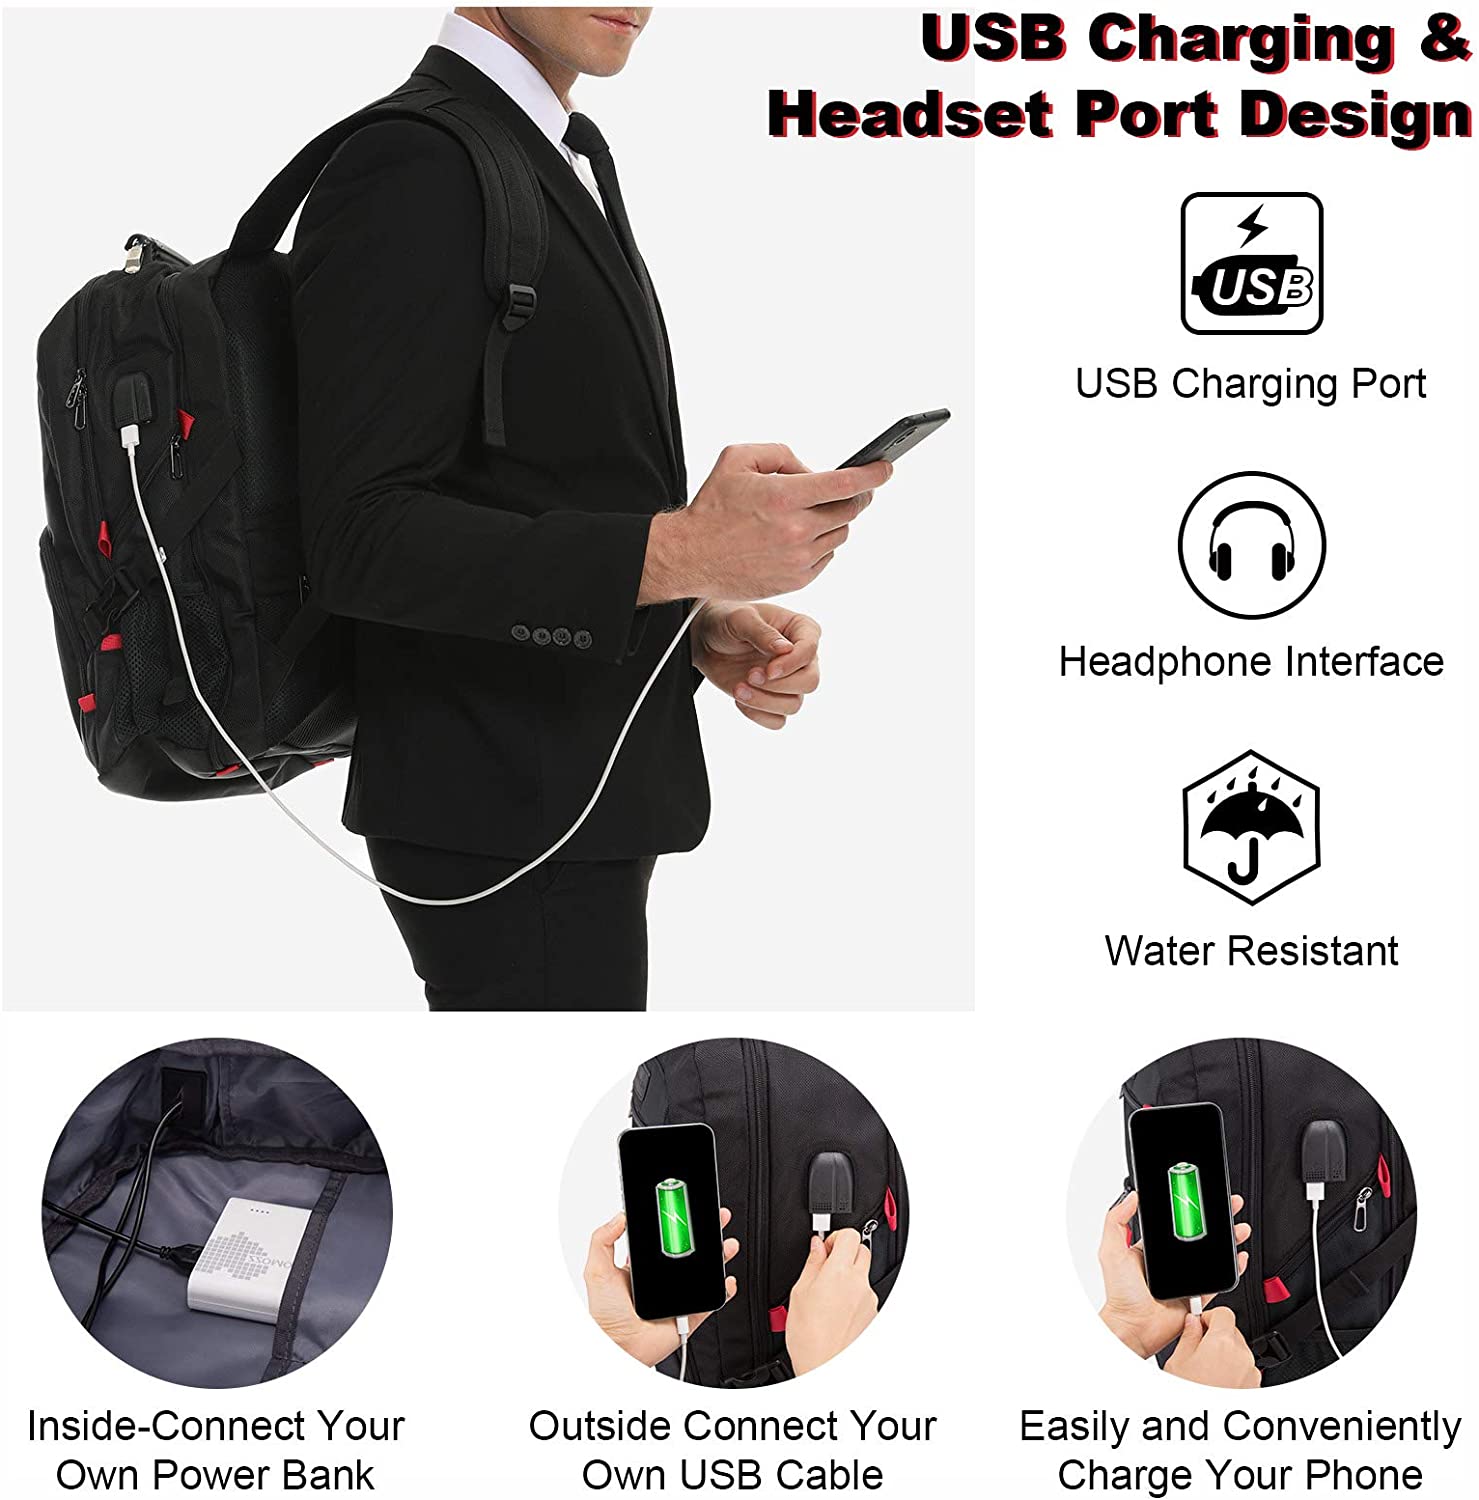 USB Charging &
Headset Port Design
USB
USB Charging Port
Headphone Interface
Water Resistant
Inside-Connect Your
Own Power Bank
Outside Connect Your
Own USB Cable
Easily and Conveniently
Charge Your Phone